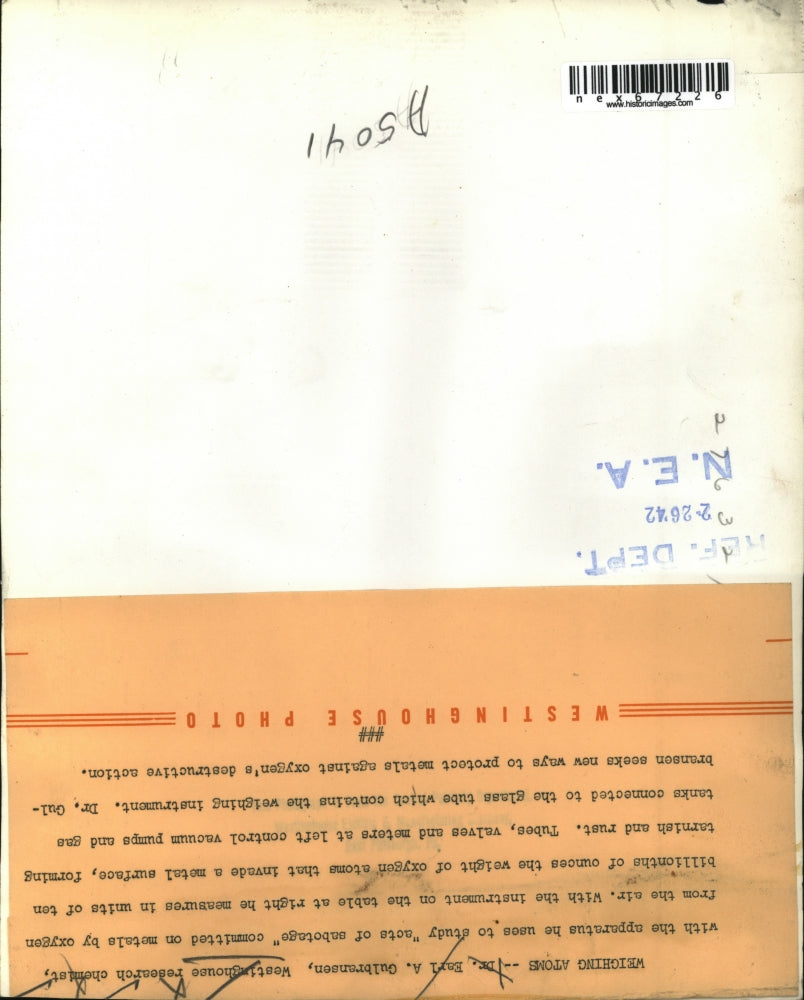 nex67226
www.historicimages.com
A5041
REF. DEPT.
2-26-42
N. E. A.
WEIGHING ATOMS -- Dr. Earl A. Gulbransen, Westinghouse research chemist,
with the apparatus he uses to study "acts of sabotage" committed on metals by oxygen
from the air. With the instrument on the table at right he measures in units of ten
billionths of ounces the weight of oxygen atoms that invade a metal surface, forming
tarnish and rust. Tubes, valves and meters at left control vacuum pumps and gas
tanks connected to the glass tube which contains the weighing instrument. Dr. Gul-
bransen seeks new ways to protect metals against oxygen's destructive action.
###
WESTINGHOUSE PHOTO